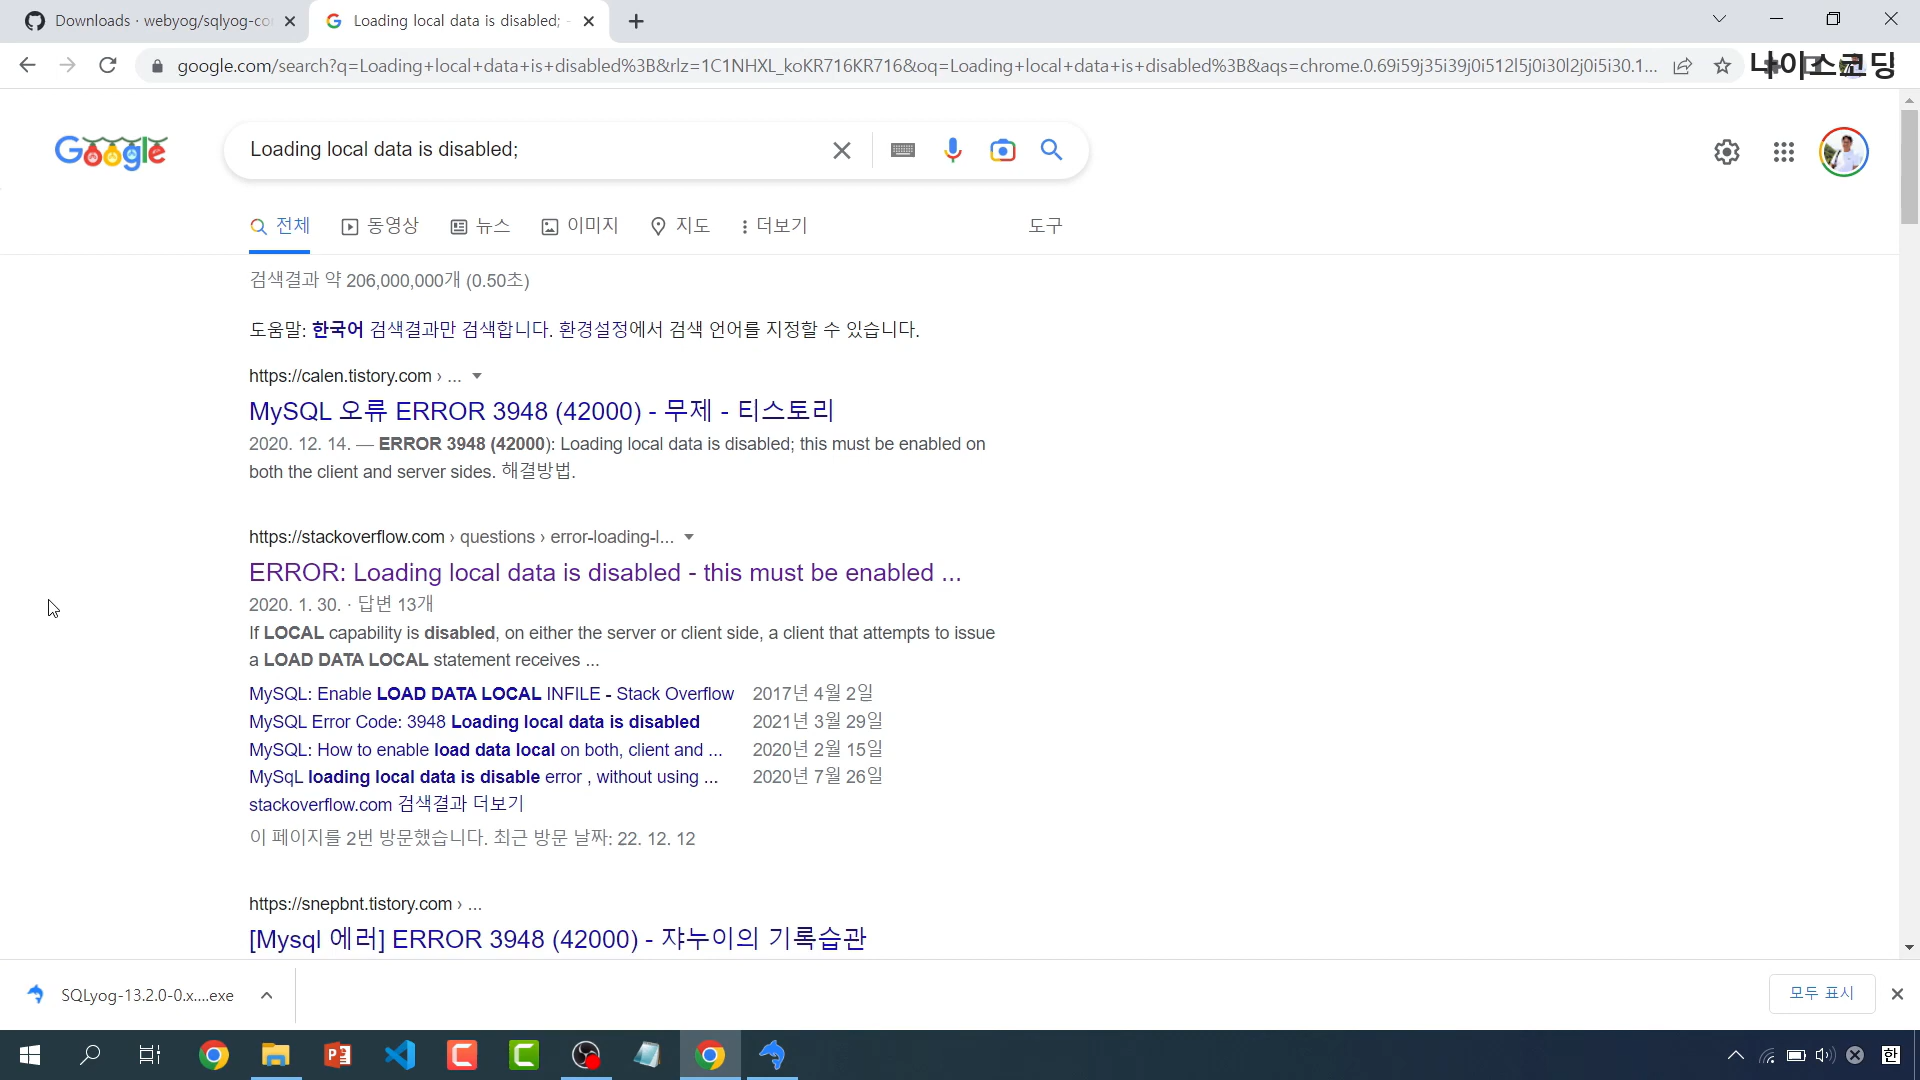 Downloads · webyog/sqlyog-co
Loading local data is disabled; -
google.com/search?q=Loading+local+data+is+disabled%3B&rlz=1C1NHXL_koKR716KR716&oq=Loading+local+data+is+disabled%3B&aqs=chrome.0.69i59j35i39j0i512l5j0i30l2j0i5i30.1...
나이스코딩
Google
Loading local data is disabled;
전체 동영상 뉴스 이미지 지도 더보기 도구
검색결과 약 206,000,000개 (0.50초)
도움말: 한국어 검색결과만 검색합니다. 환경설정에서 검색 언어를 지정할 수 있습니다.
https://calen.tistory.com › ...
MySQL 오류 ERROR 3948 (42000) - 무제 - 티스토리
2020. 12. 14. — ERROR 3948 (42000): Loading local data is disabled; this must be enabled on
both the client and server sides. 해결방법.
https://stackoverflow.com › questions › error-loading-l...
ERROR: Loading local data is disabled - this must be enabled ...
2020. 1. 30. · 답변 13개
If LOCAL capability is disabled, on either the server or client side, a client that attempts to issue
a LOAD DATA LOCAL statement receives ...
MySQL: Enable LOAD DATA LOCAL INFILE - Stack Overflow 2017년 4월 2일
MySQL Error Code: 3948 Loading local data is disabled 2021년 3월 29일
MySQL: How to enable load data local on both, client and ... 2020년 2월 15일
MySqL loading local data is disable error , without using ... 2020년 7월 26일
stackoverflow.com 검색결과 더보기
이 페이지를 2번 방문했습니다. 최근 방문 날짜: 22. 12. 12
https://snepbnt.tistory.com › ...
[Mysql 에러] ERROR 3948 (42000) - 쟈누이의 기록습관
SQLyog-13.2.0-0.x....exe
모두 표시
한